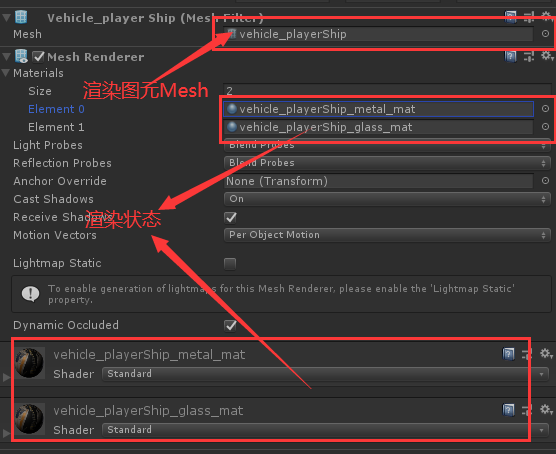 Vehicle_player Ship (Mesh Filter)
Mesh vehicle_playerShip
Mesh Renderer
Materials
Size 2
渲染图元Mesh
Element 0 vehicle_playerShip_metal_mat
Element 1 vehicle_playerShip_glass_mat
Light Probes Blend Probes
Reflection Probes Blend Probes
Anchor Override None (Transform)
Cast Shadows On
Receive Shadows
渲染状态
Motion Vectors Per Object Motion
Lightmap Static
To enable generation of lightmaps for this Mesh Renderer, please enable the 'Lightmap Static'
property.
Dynamic Occluded
vehicle_playerShip_metal_mat
Shader Standard
vehicle_playerShip_glass_mat
Shader Standard